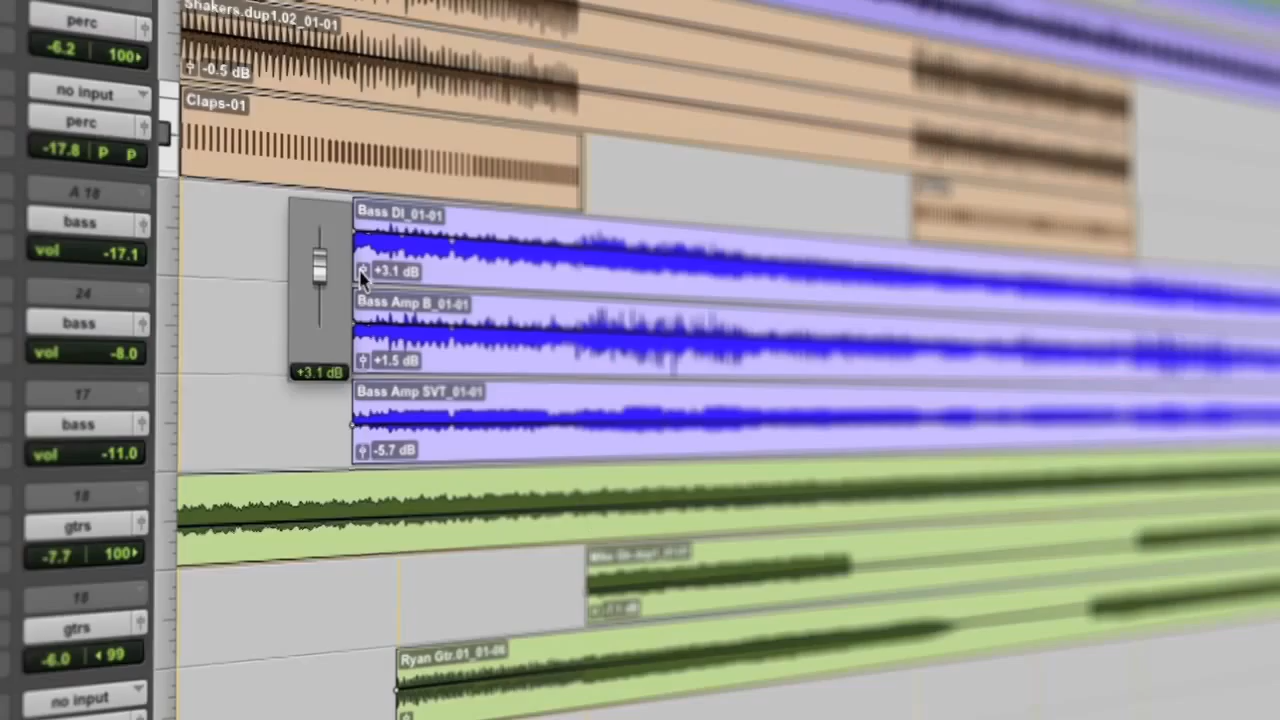 perc
-6.2 100▸
no input
perc
-17.8 P P
A 18
bass
vol -17.1
24
bass
vol -8.0
17
bass
vol -11.0
18
gtrs
-7.7 100▸
18
gtrs
-6.0 ◂99
no input
Shakers.dup1.02_01-01
-0.5 dB
Claps-01
Bass DI_01-01
+3.1 dB
+3.1 dB
Bass Amp B_01-01
+1.5 dB
Bass Amp SVT_01-01
-5.7 dB
Ryan Gtr.01_01-06